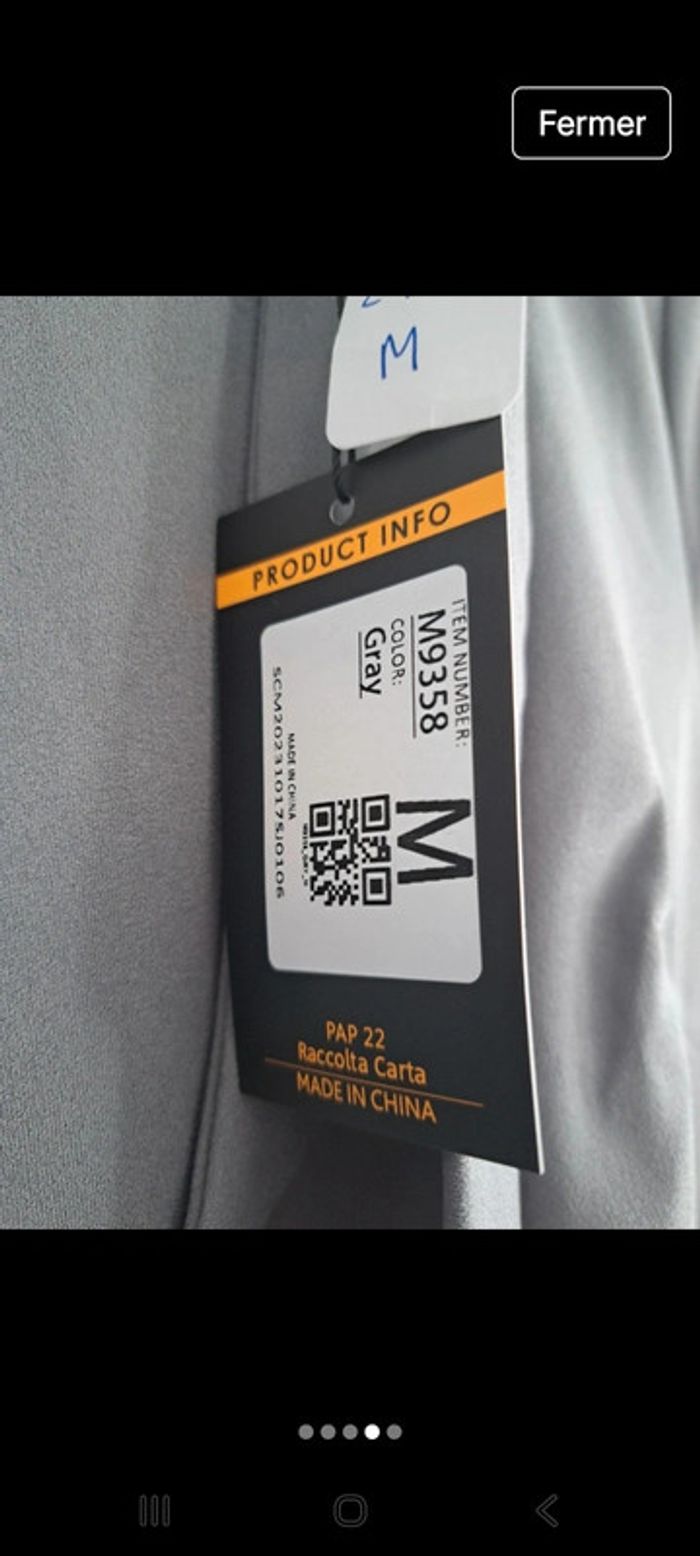 Fermer
M
PRODUCT INFO
ITEM NUMBER:
M9358
COLOR:
Gray
M
MADE IN CHINA
SCM20231017SJ0106
PAP 22
Raccolta Carta
MADE IN CHINA